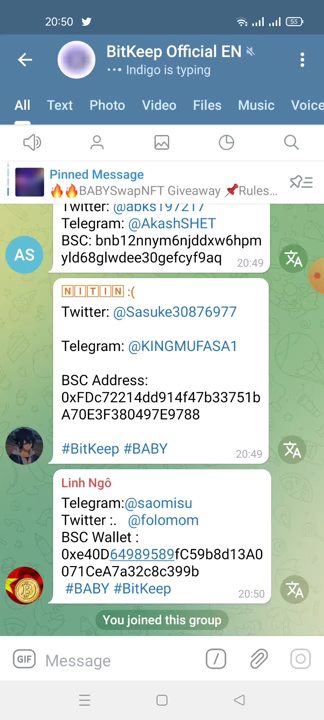 20:50
53
BitKeep Official EN
Indigo is typing
All Text Photo Video Files Music Voice
Pinned Message
🔥🔥BABYSwapNFT Giveaway 📌Rules...
Twitter: @abks197217
Telegram: @AkashSHET
BSC: bnb12nnym6njddxw6hpm
yld68glwdee30gefcyf9aq
20:49
AS
🄽🄸🅃🄸🄽 :(
Twitter: @Sasuke30876977
Telegram: @KINGMUFASA1
BSC Address:
0xFDc72214dd914f47b33751b
A70E3F380497E9788
#BitKeep #BABY
20:49
Linh Ngô
Telegram:@saomisu
Twitter :. @folomom
BSC Wallet :
0xe40D64989589fC59b8d13A0
071CeA7a32c8c399b
#BABY #BitKeep
20:50
You joined this group
GIF Message